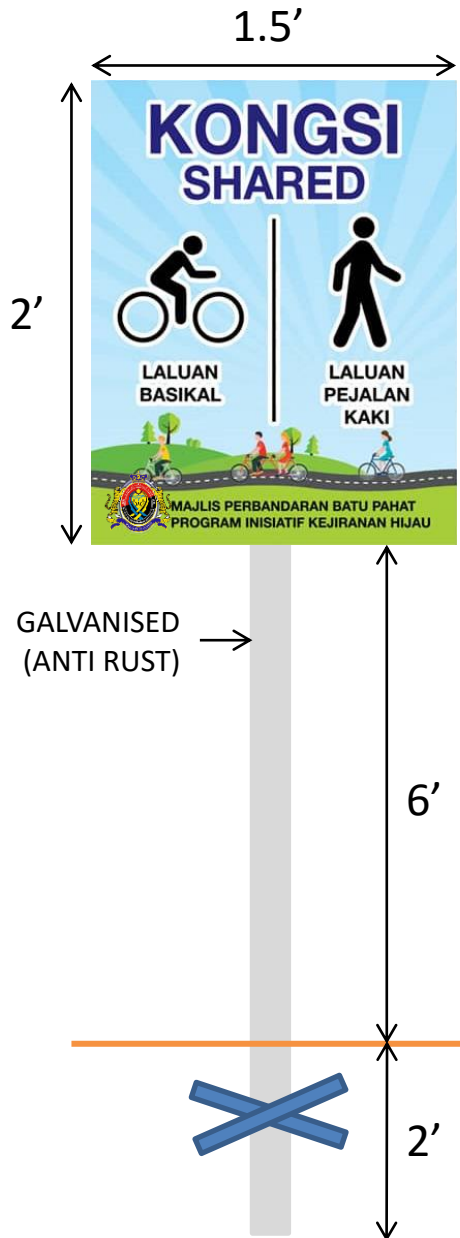 1.5’
2’
KONGSI
SHARED
LALUAN
BASIKAL
LALUAN
PEJALAN
KAKI
MAJLIS PERBANDARAN BATU PAHAT
PROGRAM INISIATIF KEJIRANAN HIJAU
GALVANISED
(ANTI RUST)
6’
2’